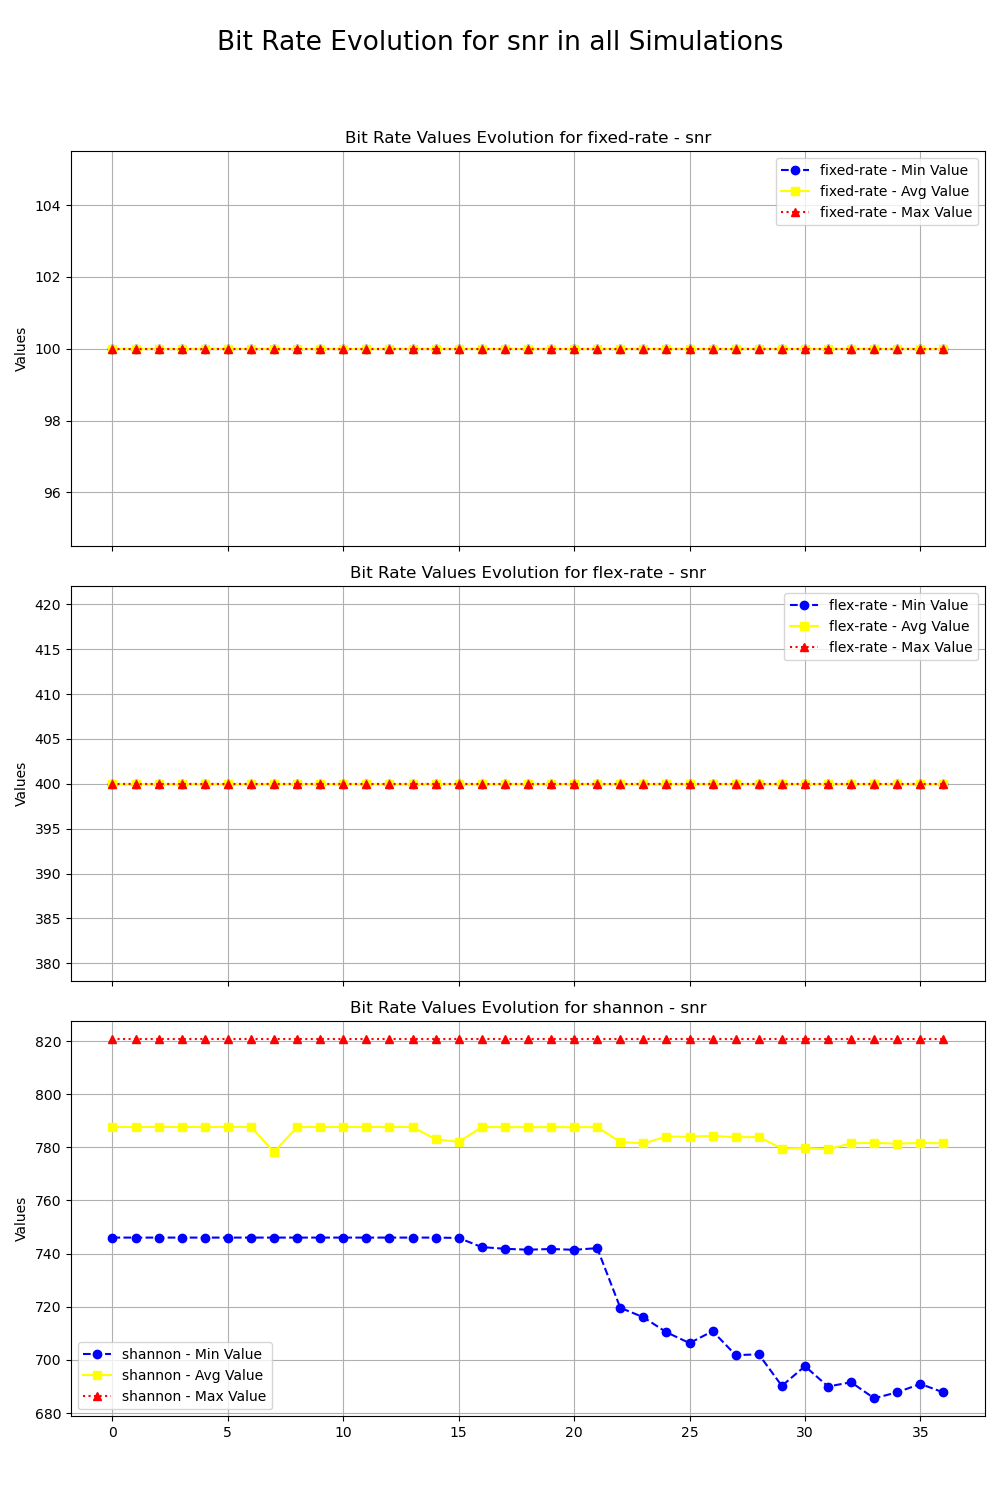 Bit Rate Evolution for snr in all Simulations
Bit Rate Values Evolution for fixed-rate - snr
fixed-rate - Min Value
fixed-rate - Avg Value
fixed-rate - Max Value
104
102
100
98
96
Values
Bit Rate Values Evolution for flex-rate - snr
flex-rate - Min Value
flex-rate - Avg Value
flex-rate - Max Value
420
415
410
405
400
395
390
385
380
Values
Bit Rate Values Evolution for shannon - snr
820
800
780
760
740
720
700
680
Values
shannon - Min Value
shannon - Avg Value
shannon - Max Value
0 5 10 15 20 25 30 35